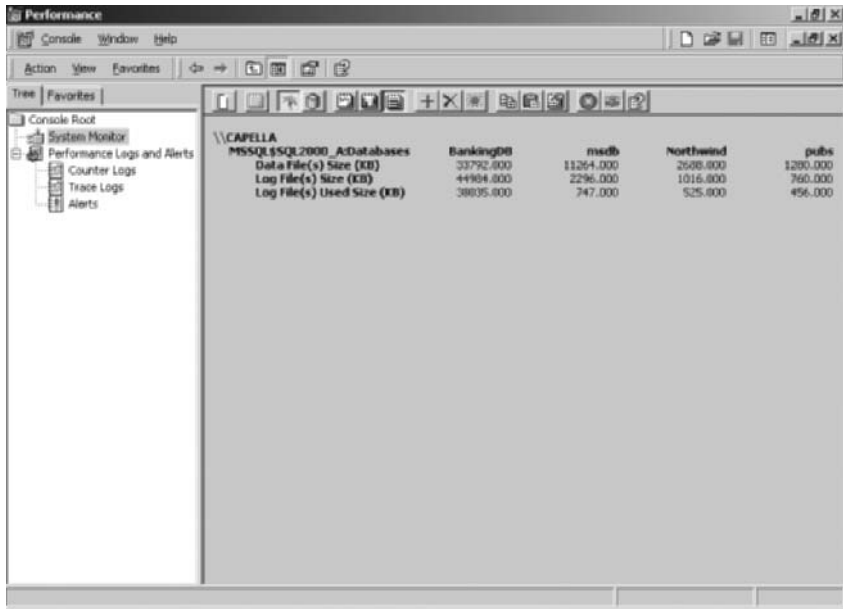 Performance
Console Window Help
Action View Favorites
Tree Favorites
Console Root
System Monitor
Performance Logs and Alerts
Counter Logs
Trace Logs
Alerts
\\CAPELLA
MSSQL$SQL2000_A:Databases BankingDB msdb Northwind pubs
Data File(s) Size (KB) 33792.000 11264.000 2688.000 1280.000
Log File(s) Size (KB) 44984.000 2296.000 1016.000 760.000
Log File(s) Used Size (KB) 38035.000 747.000 525.000 456.000